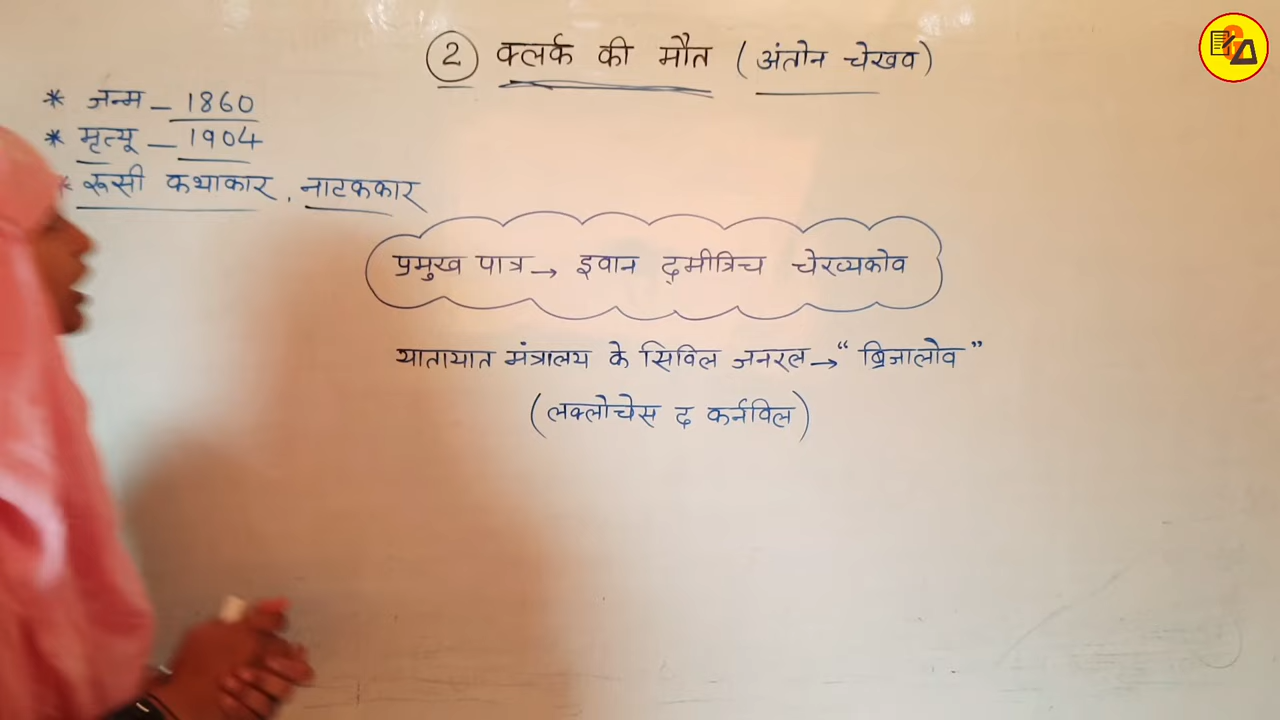 ② क्लर्क की मौत (अंतोन चेखव)
* जन्म — 1860
* मृत्यू — 1904
* रूसी कथाकार, नाटककार
प्रमुख पात्र → इवान द्‌मीत्रिच चेरव्यकोव
यातायात मंत्रालय के सिविल जनरल → “ ब्रिजालोव ”
(लक्लोचेस द कर्नविल)